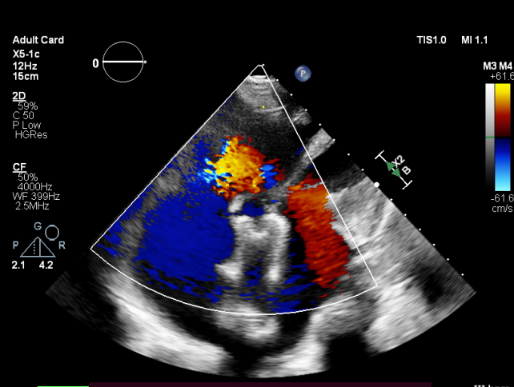 Adult Card
X5-1c
12Hz
15cm
0
2D
59%
C 50
P Low
HGRes
CF
50%
4000Hz
WF 399Hz
2.5MHz
G
P R
2.1 4.2
TIS1.0 MI 1.1
M3 M4
+61.6
-61.6
cm/s
P
X2
B